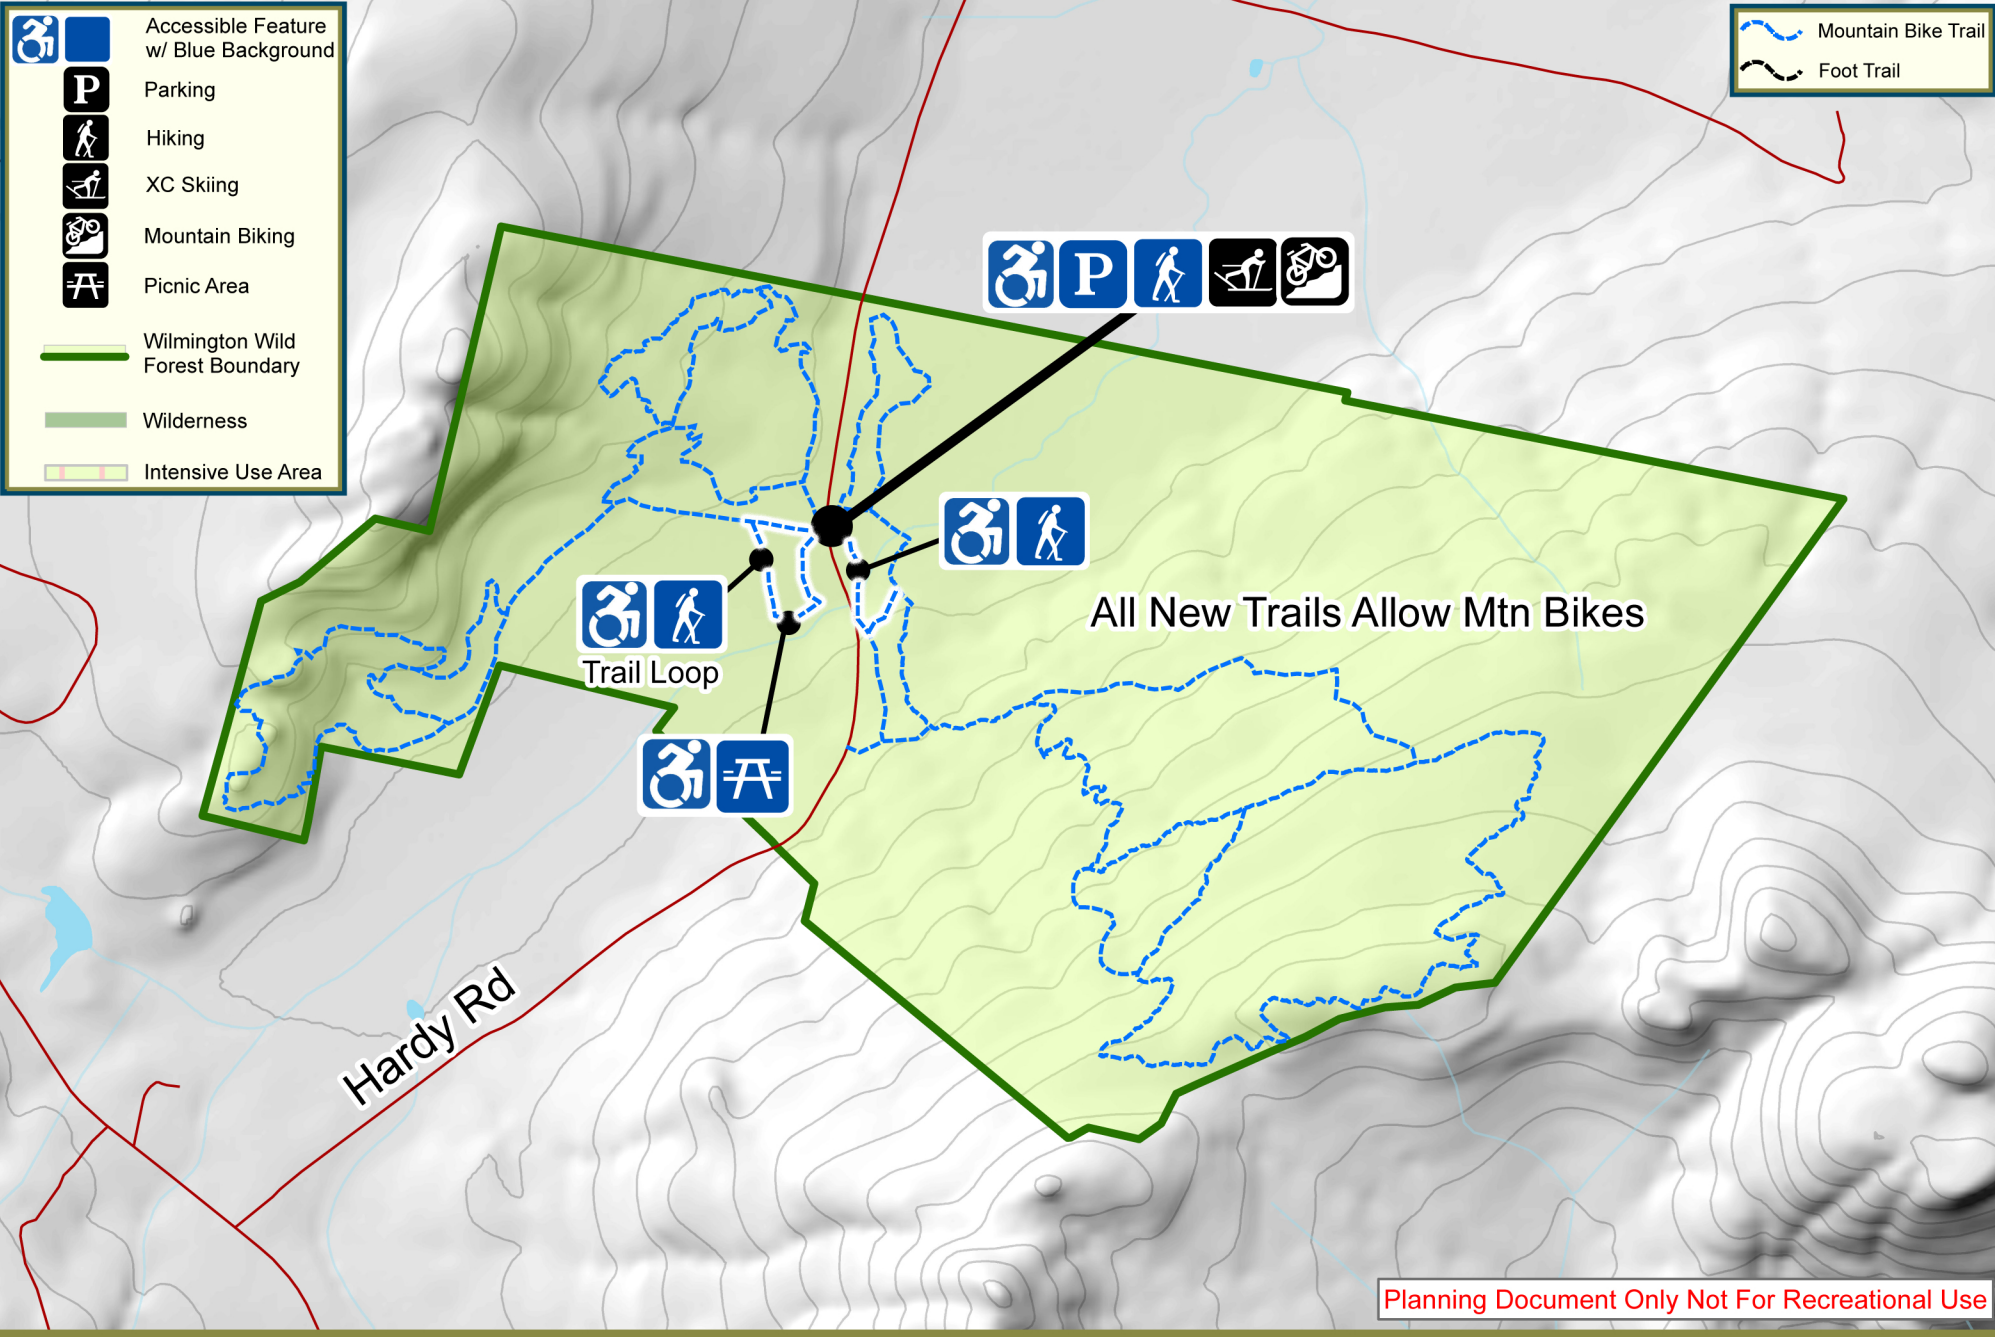 Accessible Feature
w/ Blue Background
P
Parking
Hiking
XC Skiing
Mountain Biking
Picnic Area
Wilmington Wild
Forest Boundary
Wilderness
Intensive Use Area
Mountain Bike Trail
Foot Trail
P
All New Trails Allow Mtn Bikes
Trail Loop
Hardy Rd
Planning Document Only Not For Recreational Use